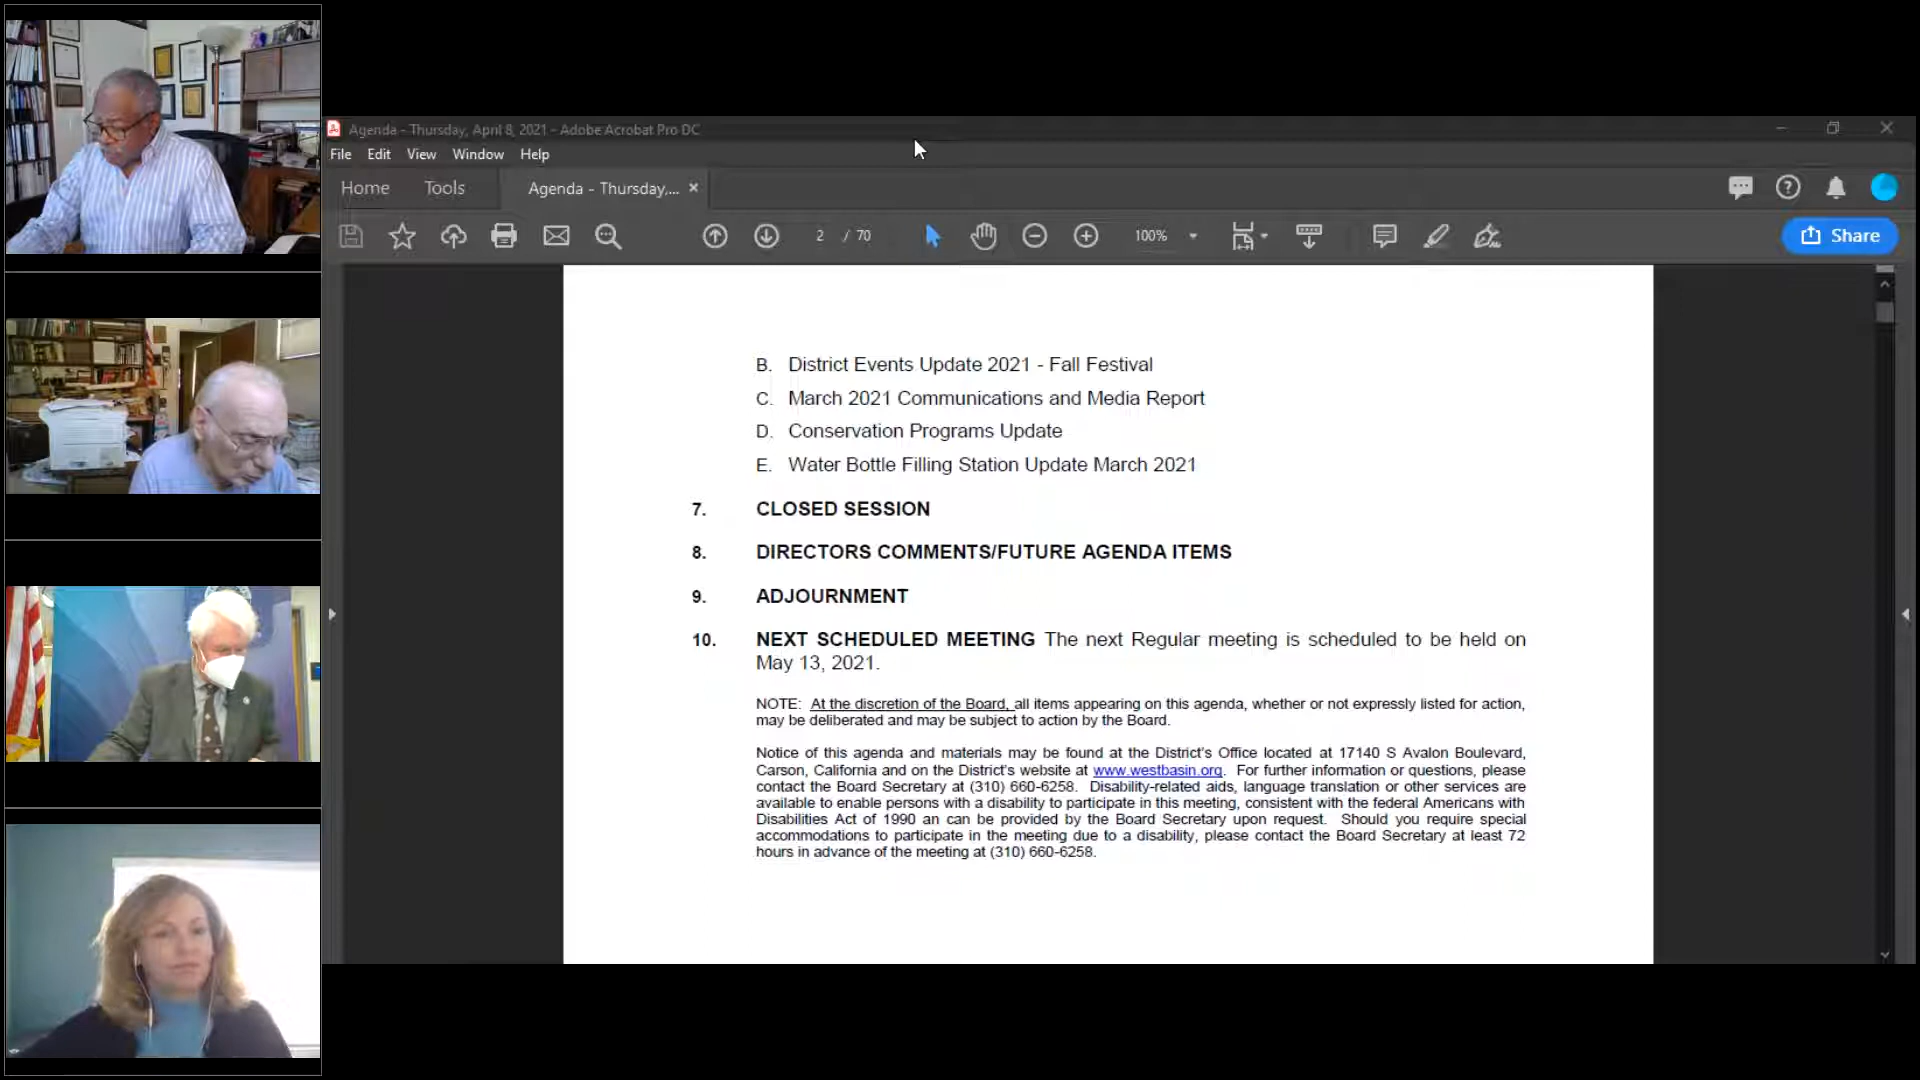 Agenda - Thursday, April 8, 2021 - Adobe Acrobat Pro DC
File Edit View Window Help
Home Tools Agenda - Thursday,... ×
2 / 70 100% Share
B. District Events Update 2021 - Fall Festival
C. March 2021 Communications and Media Report
D. Conservation Programs Update
E. Water Bottle Filling Station Update March 2021
7. CLOSED SESSION
8. DIRECTORS COMMENTS/FUTURE AGENDA ITEMS
9. ADJOURNMENT
10. NEXT SCHEDULED MEETING The next Regular meeting is scheduled to be held on
May 13, 2021.
NOTE: At the discretion of the Board, all items appearing on this agenda, whether or not expressly listed for action,
may be deliberated and may be subject to action by the Board.
Notice of this agenda and materials may be found at the District's Office located at 17140 S Avalon Boulevard,
Carson, California and on the District's website at www.westbasin.org. For further information or questions, please
contact the Board Secretary at (310) 660-6258. Disability-related aids, language translation or other services are
available to enable persons with a disability to participate in this meeting, consistent with the federal Americans with
Disabilities Act of 1990 an can be provided by the Board Secretary upon request. Should you require special
accommodations to participate in the meeting due to a disability, please contact the Board Secretary at least 72
hours in advance of the meeting at (310) 660-6258.